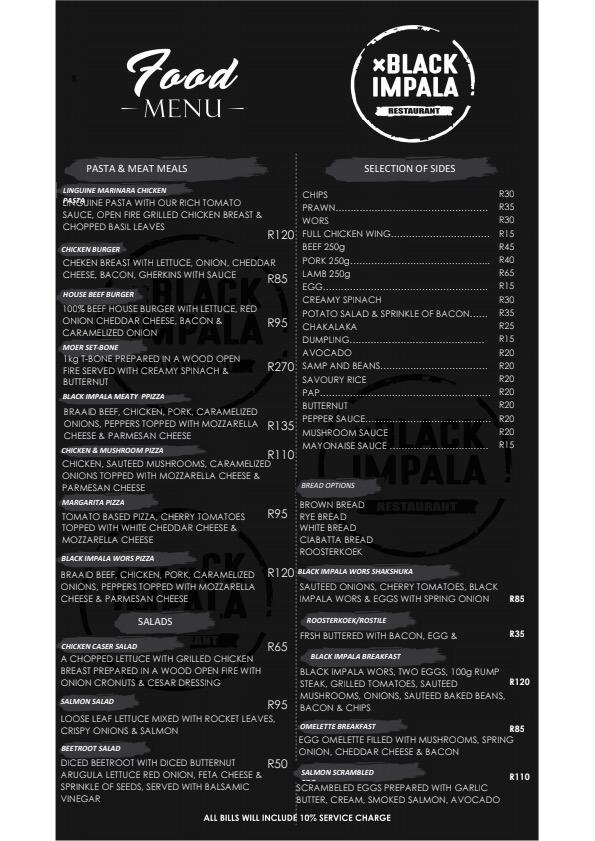 Food
MENU
×BLACK
IMPALA
RESTAURANT
PASTA & MEAT MEALS
LINGUINE MARINARA CHICKEN
PASTA
LINGUINE PASTA WITH OUR RICH TOMATO
SAUCE, OPEN FIRE GRILLED CHICKEN BREAST &
CHOPPED BASIL LEAVES
R120
CHICKEN BURGER
CHEKEN BREAST WITH LETTUCE, ONION, CHEDDAR
CHEESE, BACON, GHERKINS WITH SAUCE
R85
HOUSE BEEF BURGER
100% BEEF HOUSE BURGER WITH LETTUCE, RED
ONION CHEDDAR CHEESE, BACON &
CARAMELIZED ONION
R95
MOER SET-BONE
1kg T-BONE PREPARED IN A WOOD OPEN
FIRE SERVED WITH CREAMY SPINACH &
BUTTERNUT
R270
BLACK IMPALA MEATY PPIZZA
BRAAID BEEF, CHICKEN, PORK, CARAMELIZED
ONIONS, PEPPERS TOPPED WITH MOZZARELLA
CHEESE & PARMESAN CHEESE
R135
CHICKEN & MUSHROOM PIZZA
R110
CHICKEN, SAUTEED MUSHROOMS, CARAMELIZED
ONIONS TOPPED WITH MOZZARELLA CHEESE &
PARMESAN CHEESE
MARGARITA PIZZA
R95
TOMATO BASED PIZZA, CHERRY TOMATOES
TOPPED WITH WHITE CHEDDAR CHEESE &
MOZZARELLA CHEESE
BLACK IMPALA WORS PIZZA
R120
BRAAID BEEF, CHICKEN, PORK, CARAMELIZED
ONIONS, PEPPERS TOPPED WITH MOZZARELLA
CHEESE & PARMESAN CHEESE
SALADS
CHICKEN CASER SALAD
R65
A CHOPPED LETTUCE WITH GRILLED CHICKEN
BREAST PREPARED IN A WOOD OPEN FIRE WITH
ONION CRONUTS & CESAR DRESSING
SALMON SALAD
R95
LOOSE LEAF LETTUCE MIXED WITH ROCKET LEAVES,
CRISPY ONIONS & SALMON
BEETROOT SALAD
R50
DICED BEETROOT WITH DICED BUTTERNUT
ARUGULA LETTUCE RED ONION, FETA CHEESE &
SPRINKLE OF SEEDS, SERVED WITH BALSAMIC
VINEGAR
SELECTION OF SIDES
CHIPS R30
PRAWN R35
WORS R30
FULL CHICKEN WING R15
BEEF 250g R45
PORK 250g R40
LAMB 250g R65
EGG R15
CREAMY SPINACH R30
POTATO SALAD & SPRINKLE OF BACON R35
CHAKALAKA R25
DUMPLING R15
AVOCADO R20
SAMP AND BEANS R20
SAVOURY RICE R20
PAP R20
BUTTERNUT R20
PEPPER SAUCE R20
MUSHROOM SAUCE R20
MAYONAISE SAUCE R15
BREAD OPTIONS
BROWN BREAD
RYE BREAD
WHITE BREAD
CIABATTA BREAD
ROOSTERKOEK
BLACK IMPALA WORS SHAKSHUKA
SAUTEED ONIONS, CHERRY TOMATOES, BLACK
IMPALA WORS & EGGS WITH SPRING ONION R85
ROOSTERKOEK/ROSTILE
FRSH BUTTERED WITH BACON, EGG & R35
BLACK IMPALA BREAKFAST
BLACK IMPALA WORS, TWO EGGS, 100g RUMP
STEAK, GRILLED TOMATOES, SAUTEED
MUSHROOMS, ONIONS, SAUTEED BAKED BEANS,
BACON & CHIPS
R120
OMELETTE BREAKFAST
R85
EGG OMELETTE FILLED WITH MUSHROOMS, SPRING
ONION, CHEDDAR CHEESE & BACON
SALMON SCRAMBLED
R110
SCRAMBELED EGGS PREPARED WITH GARLIC
BUTTER, CREAM, SMOKED SALMON, AVOCADO
ALL BILLS WILL INCLUDE 10% SERVICE CHARGE